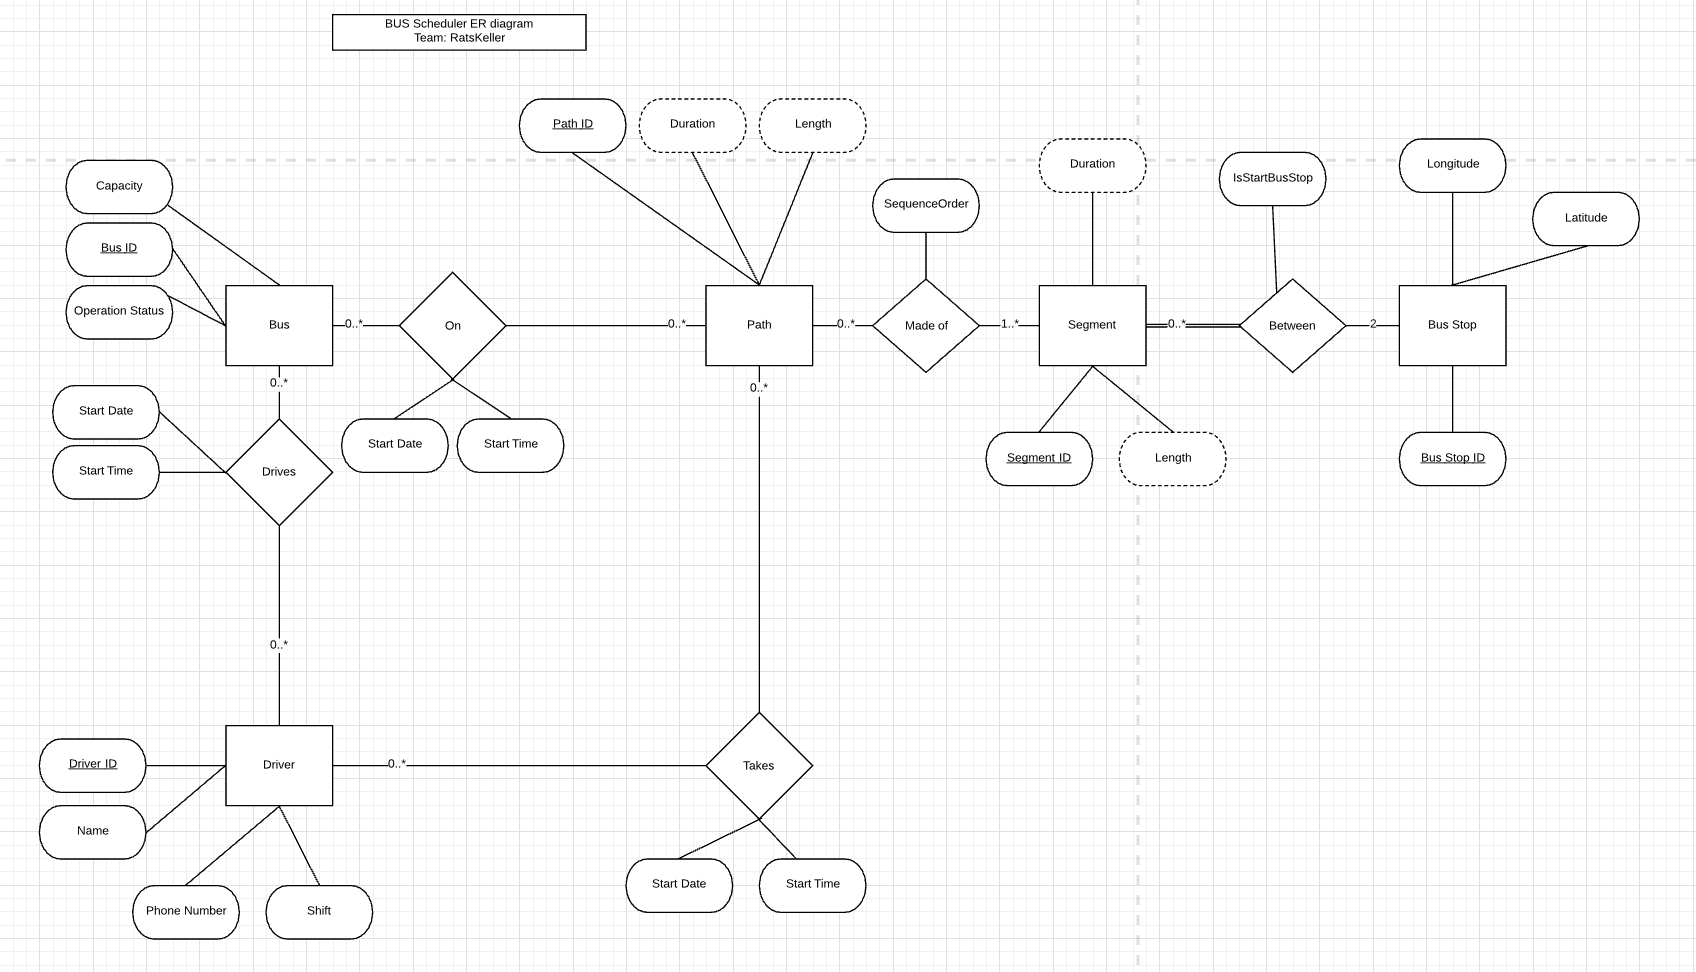 BUS Scheduler ER diagram
Team: RatsKeller
Path ID
Duration
Length
Capacity
Bus ID
Operation Status
SequenceOrder
Duration
IsStartBusStop
Longitude
Latitude
Bus
0..*
On
0..*
Path
0..*
Made of
1..*
Segment
0..*
Between
2
Bus Stop
0..*
0..*
Start Date
Start Time
Drives
Start Date
Start Time
Segment ID
Length
Bus Stop ID
0..*
Driver ID
Name
Driver
0..*
Takes
Phone Number
Shift
Start Date
Start Time